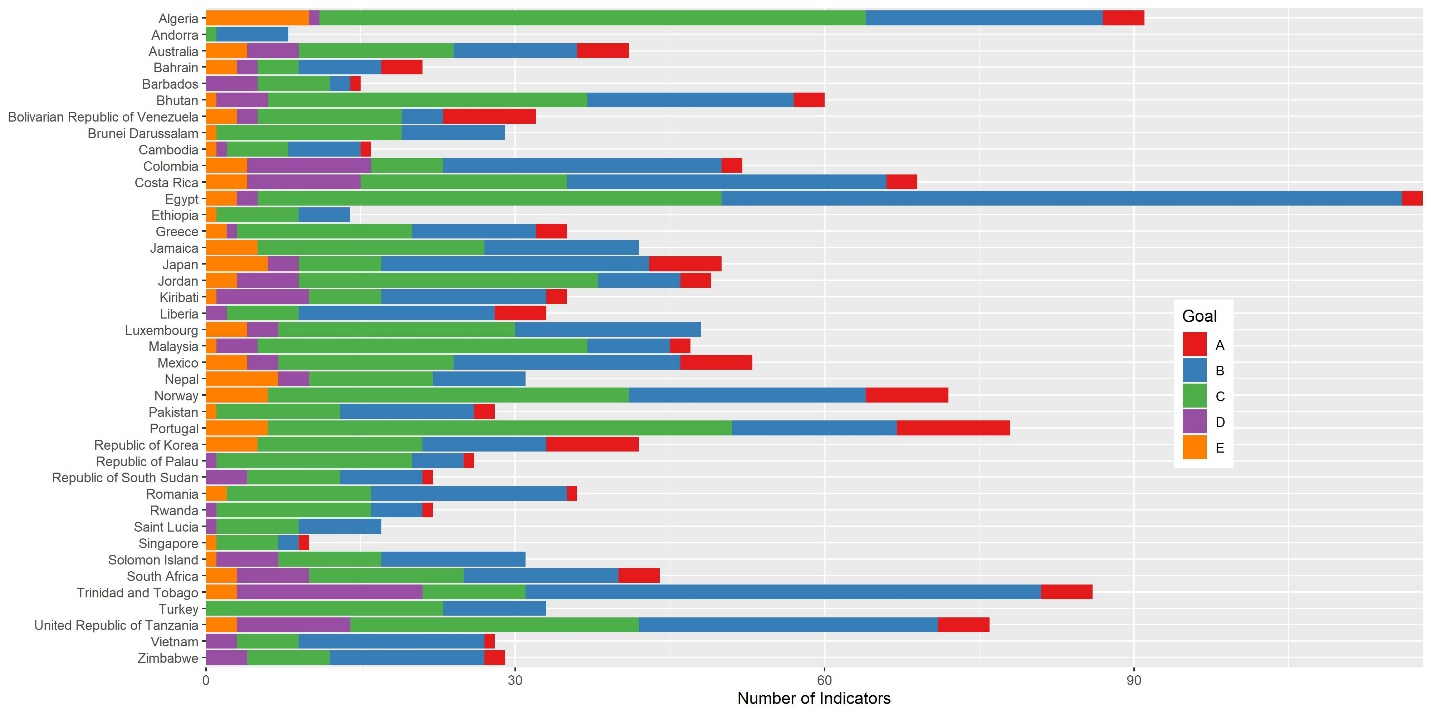 Algeria
Andorra
Australia
Bahrain
Barbados
Bhutan
Bolivarian Republic of Venezuela
Brunei Darussalam
Cambodia
Colombia
Costa Rica
Egypt
Ethiopia
Greece
Jamaica
Japan
Jordan
Kiribati
Liberia
Luxembourg
Malaysia
Mexico
Nepal
Norway
Pakistan
Portugal
Republic of Korea
Republic of Palau
Republic of South Sudan
Romania
Rwanda
Saint Lucia
Singapore
Solomon Island
South Africa
Trinidad and Tobago
Turkey
United Republic of Tanzania
Vietnam
Zimbabwe
0 30 60 90
Number of Indicators
Goal
A
B
C
D
E